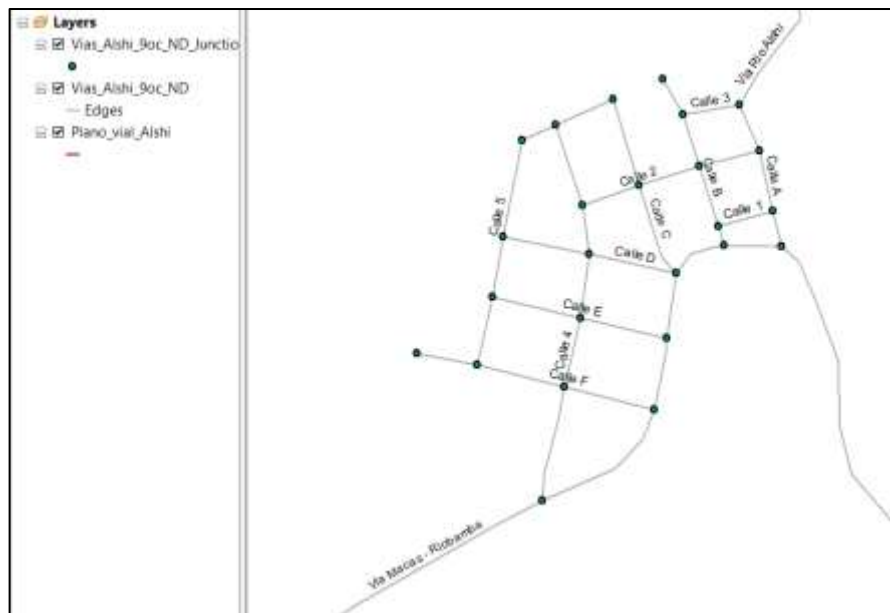 Layers
Vias_Alshi_9oc_ND_Junctio
Vias_Alshi_9oc_ND
Edges
Plano_vial_Alshi
Via Rio Alshi
Calle 3
Calle 2
Calle B
Calle A
Calle 1
Calle C
Calle 5
Calle D
Calle E
Calle 4
Calle F
Via Macas - Riobamba